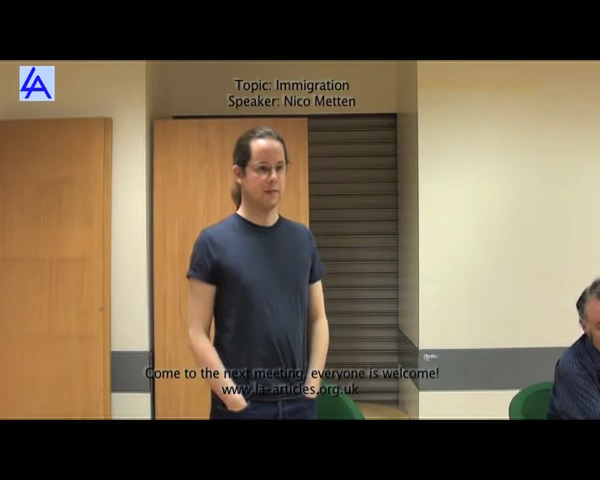 LA
Topic: Immigration
Speaker: Nico Metten
Come to the next meeting, everyone is welcome!
www.la-articles.org.uk